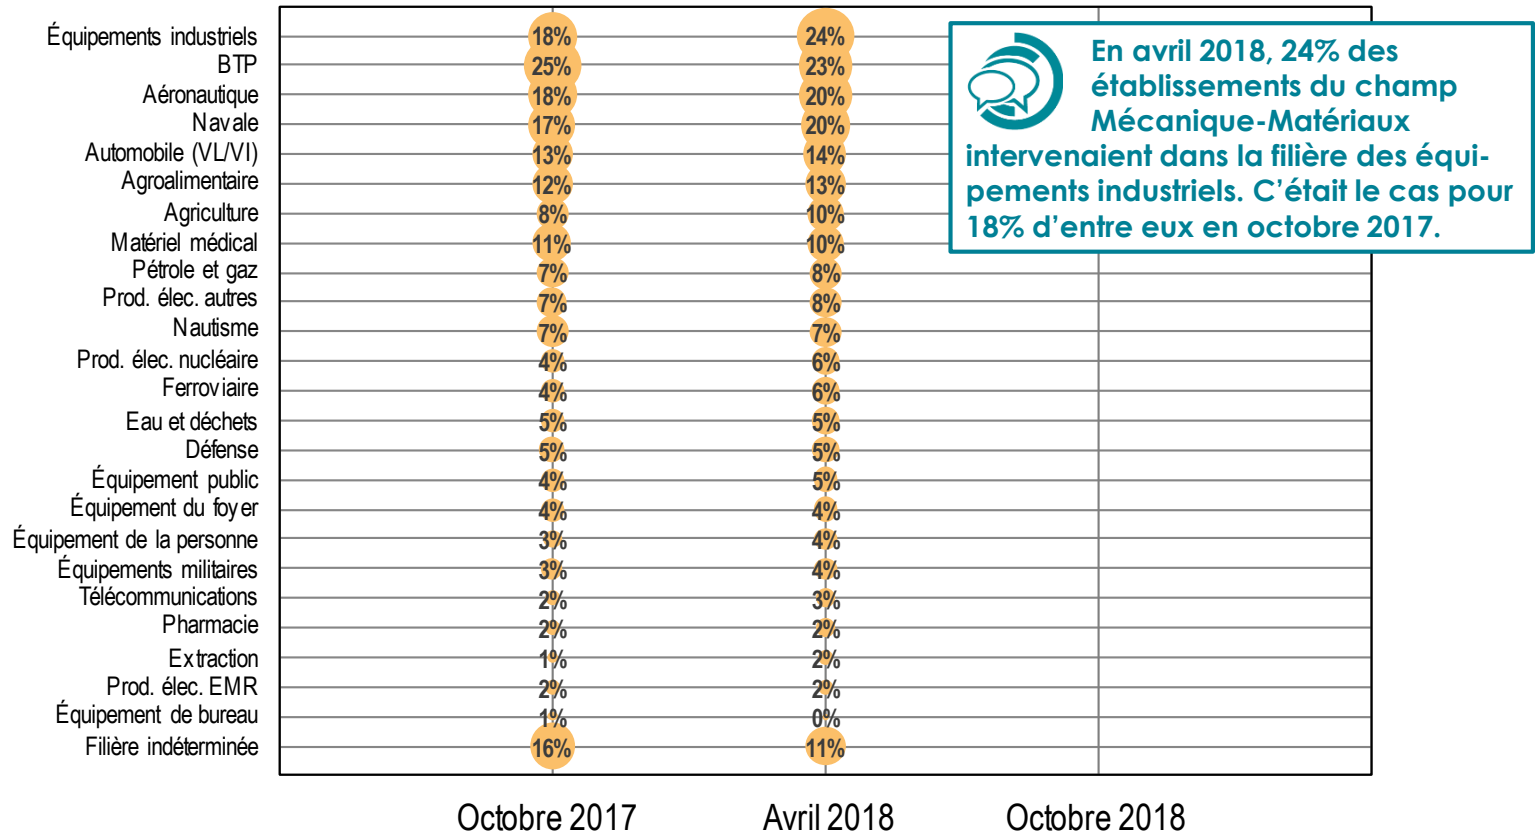 Équipements industriels 18% 24%
BTP 25% 23%
Aéronautique 18% 20%
Navale 17% 20%
Automobile (VL/VI) 13% 14%
Agroalimentaire 12% 13%
Agriculture 8% 10%
Matériel médical 11% 10%
Pétrole et gaz 7% 8%
Prod. élec. autres 7% 8%
Nautisme 7% 7%
Prod. élec. nucléaire 4% 6%
Ferroviaire 4% 6%
Eau et déchets 5% 5%
Défense 5% 5%
Équipement public 4% 5%
Équipement du foyer 4% 4%
Équipement de la personne 3% 4%
Équipements militaires 3% 4%
Télécommunications 2% 3%
Pharmacie 2% 2%
Extraction 1% 2%
Prod. élec. EMR 2% 2%
Équipement de bureau 1% 0%
Filière indéterminée 16% 11%
Octobre 2017 Avril 2018 Octobre 2018
En avril 2018, 24% des
établissements du champ
Mécanique-Matériaux
intervenaient dans la filière des équi-
pements industriels. C’était le cas pour
18% d’entre eux en octobre 2017.